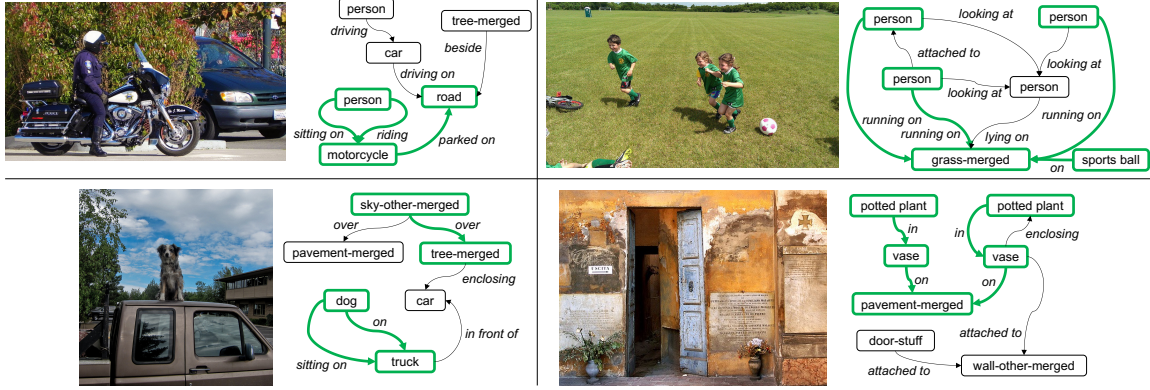 person
driving
tree-merged
car
beside
driving on
person
road
sitting on
riding
parked on
motorcycle
person
looking at
person
attached to
looking at
person
person
looking at
running on
running on
lying on
running on
grass-merged
on
sports ball
sky-other-merged
over
over
pavement-merged
tree-merged
enclosing
dog
car
on
in front of
sitting on
truck
potted plant
potted plant
in
in
enclosing
vase
vase
on
on
pavement-merged
door-stuff
attached to
attached to
wall-other-merged